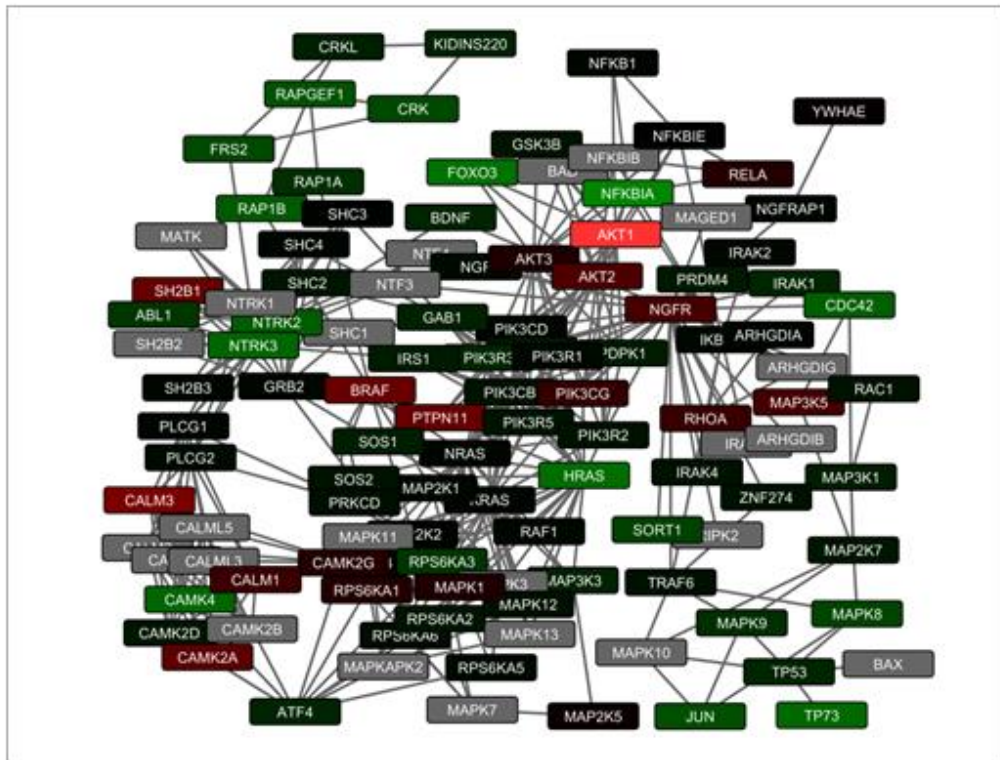 CRKL
KIDINS220
NFKB1
RAPGEF1
CRK
YWHAE
NFKBIE
FRS2
GSK3B
NFKBIB
FOXO3
RELA
RAP1A
NFKBIA
RAP1B
SHC3
BDNF
MAGED1
NGFRAP1
MATK
SHC4
AKT1
IRAK2
AKT3
AKT2
PRDM4
IRAK1
SH2B1
SHC2
NTF3
NTRK1
NGFR
CDC42
ABL1
NTRK2
GAB1
SHC1
PIK3CD
ARHGDIA
SH2B2
NTRK3
IRS1
PIK3R1
ARHGDIG
SH2B3
GRB2
BRAF
PIK3CB
PIK3CG
MAP3K5
RAC1
PLCG1
PTPN11
PIK3R5
RHOA
PIK3R2
ARHGDIB
SOS1
NRAS
PLCG2
SOS2
HRAS
IRAK4
MAP3K1
CALM3
PRKCD
MAP2K1
ZNF274
CALML5
MAPK11
RAF1
SORT1
CALML3
CAMK2G
RPS6KA3
MAP2K7
CALM1
RPS6KA1
MAPK1
MAP3K3
TRAF6
CAMK4
MAPK12
MAPK8
CAMK2D
CAMK2B
RPS6KA2
MAPK13
MAPK9
CAMK2A
MAPKAPK2
RPS6KA5
MAPK10
TP53
BAX
ATF4
MAPK7
MAP2K5
JUN
TP73